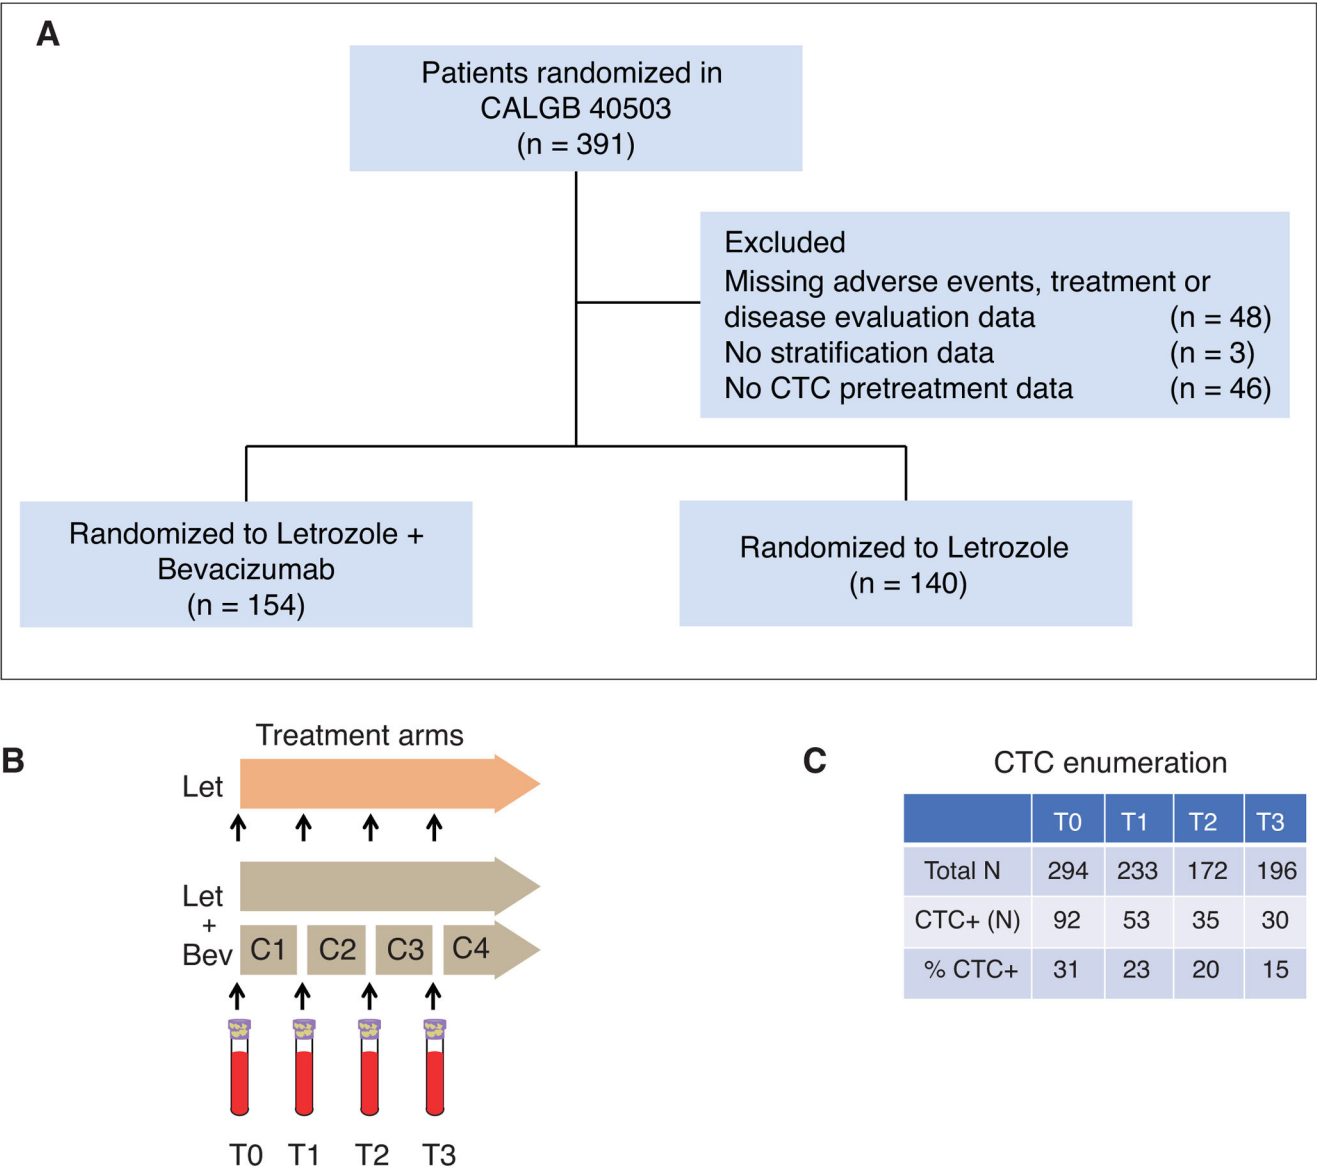 A
Patients randomized in
CALGB 40503
(n = 391)
Excluded
Missing adverse events, treatment or
disease evaluation data (n = 48)
No stratification data (n = 3)
No CTC pretreatment data (n = 46)
Randomized to Letrozole +
Bevacizumab
(n = 154)
Randomized to Letrozole
(n = 140)
B
Treatment arms
Let
Let
+
Bev
C1 C2 C3 C4
T0 T1 T2 T3
C
CTC enumeration
T0 T1 T2 T3
Total N 294 233 172 196
CTC+ (N) 92 53 35 30
% CTC+ 31 23 20 15